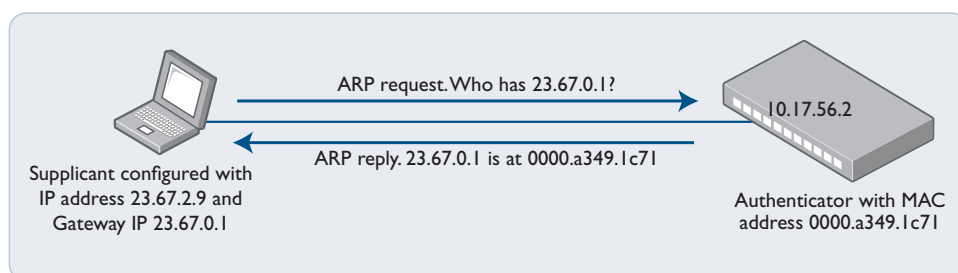 ARP request. Who has 23.67.0.1?
10.17.56.2
ARP reply. 23.67.0.1 is at 0000.a349.1c71
Supplicant configured with
IP address 23.67.2.9 and
Gateway IP 23.67.0.1
Authenticator with MAC
address 0000.a349.1c71